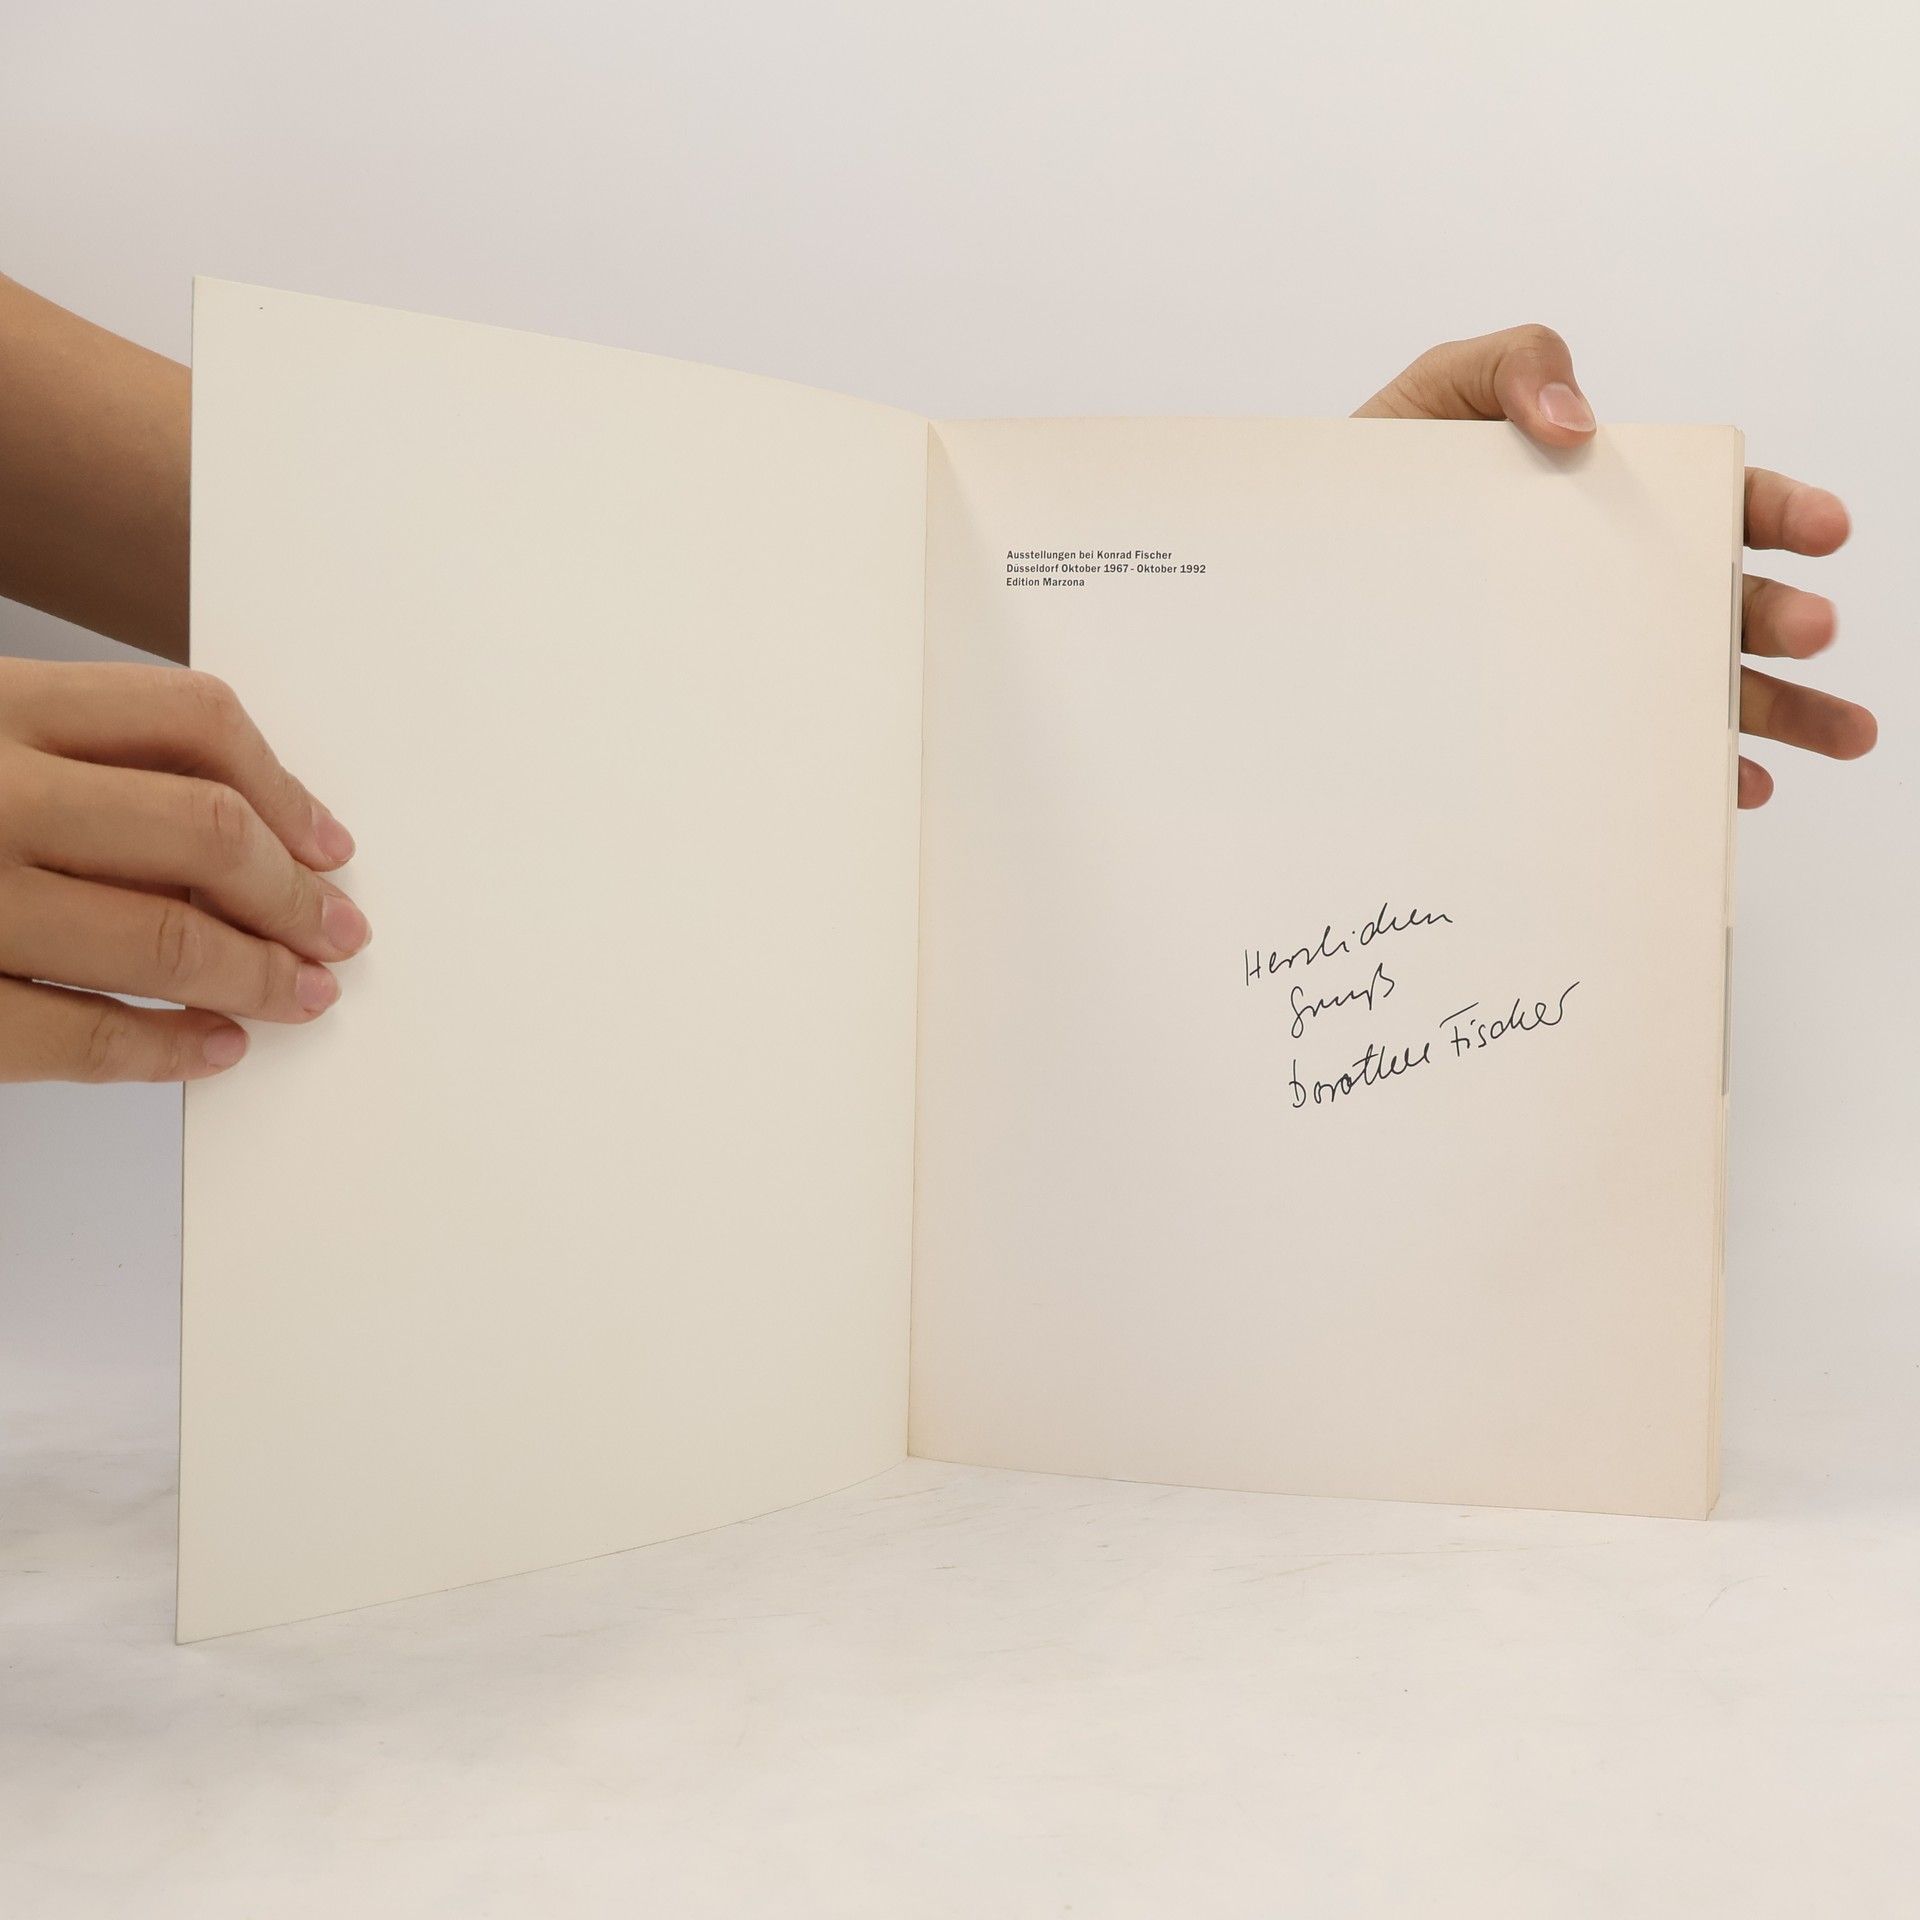 Ausstellungen bei Konrad Fischer
Düsseldorf Oktober 1967 - Oktober 1992
Edition Marzona
Herzlichen
Gruß
Dorothee Fischer